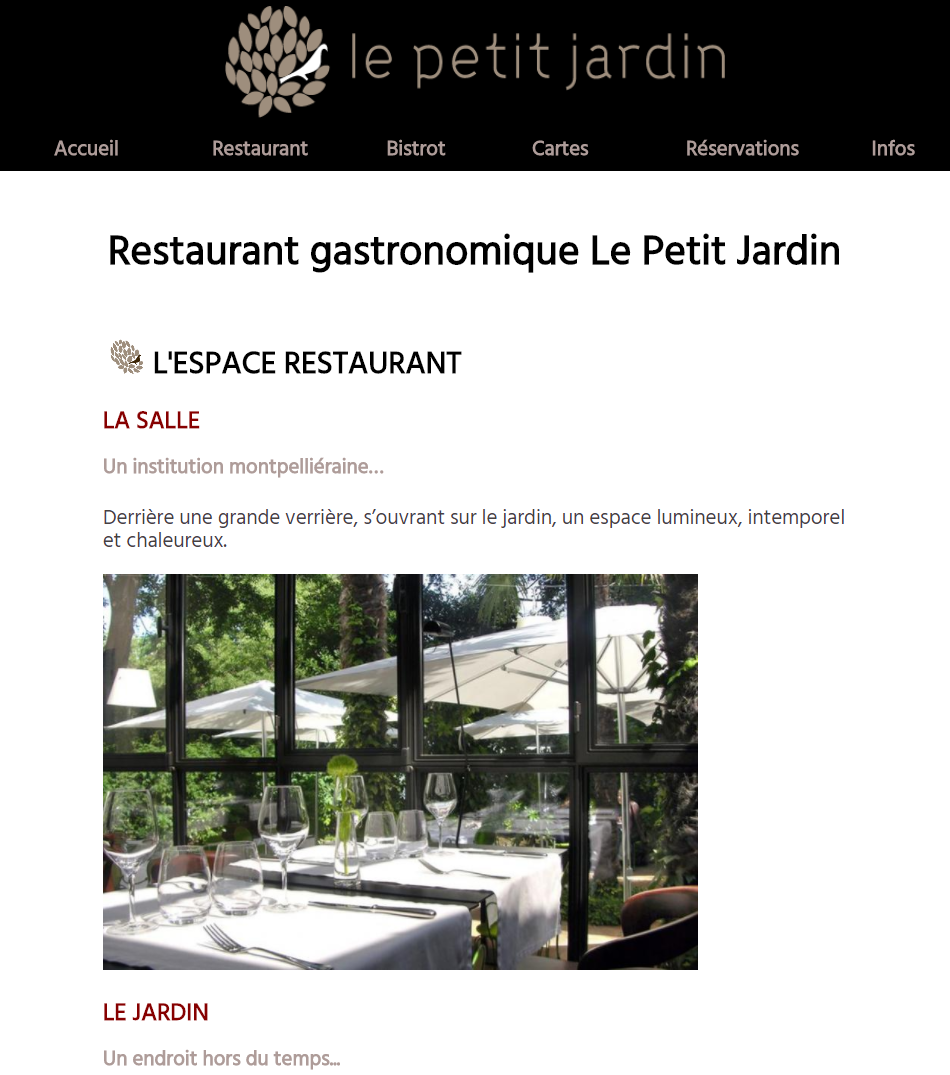 le petit jardin
Accueil Restaurant Bistrot Cartes Réservations Infos
Restaurant gastronomique Le Petit Jardin
L'ESPACE RESTAURANT
LA SALLE
Un institution montpelliéraine…
Derrière une grande verrière, s’ouvrant sur le jardin, un espace lumineux, intemporel
et chaleureux.
LE JARDIN
Un endroit hors du temps...